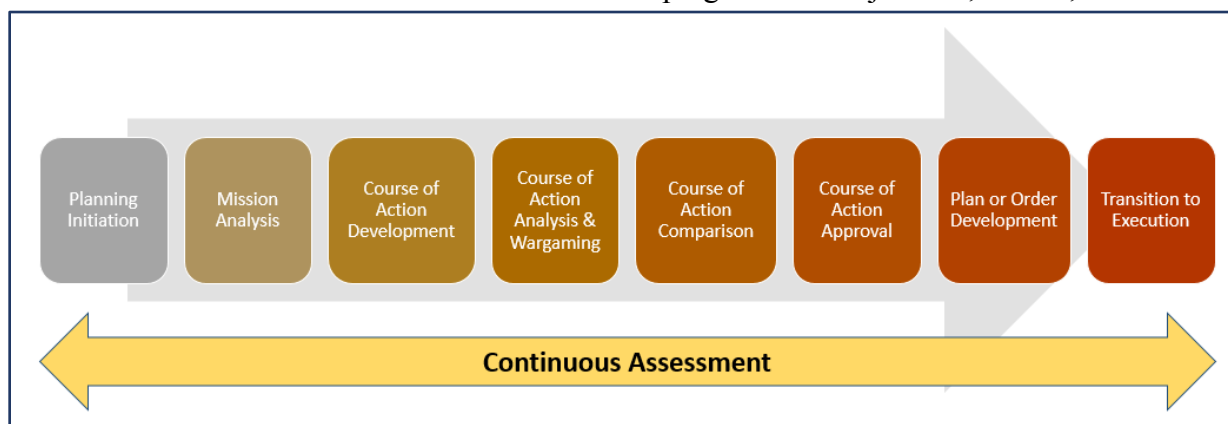 Planning
Initiation
Mission
Analysis
Course of
Action
Development
Course of
Action
Analysis &
Wargaming
Course of
Action
Comparison
Course of
Action
Approval
Plan or Order
Development
Transition to
Execution
Continuous Assessment